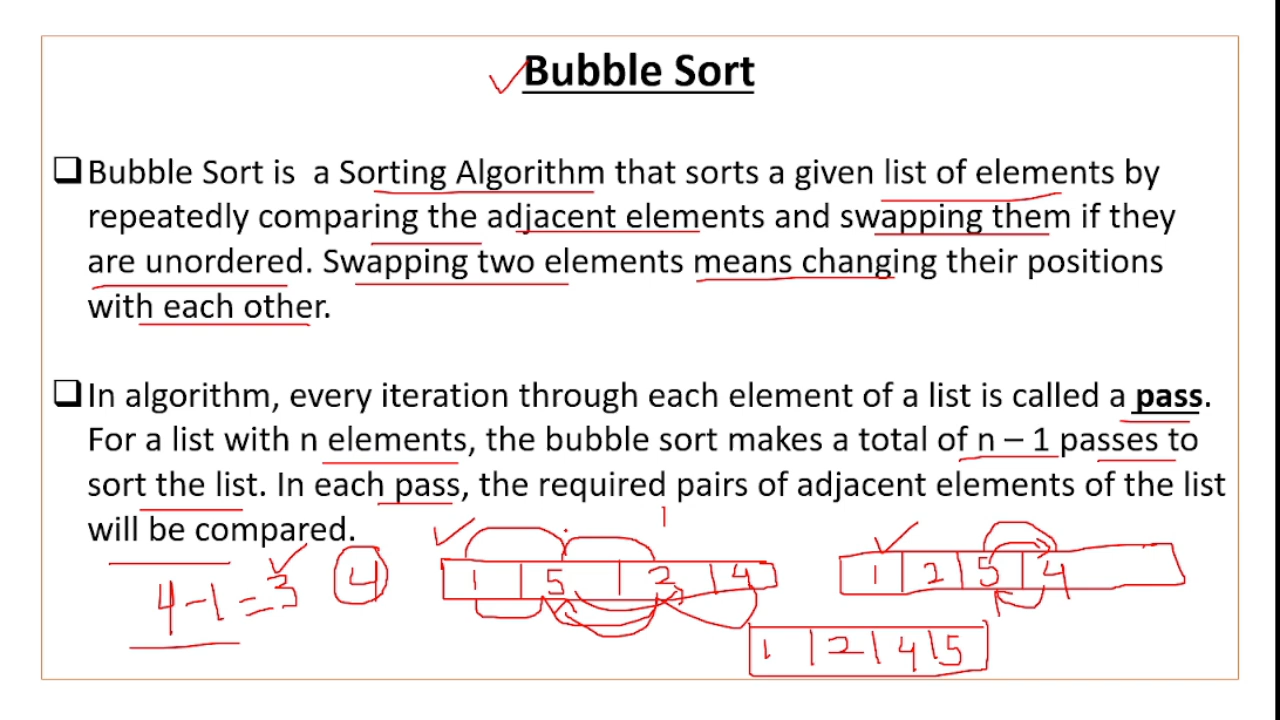 Bubble Sort
Bubble Sort is a Sorting Algorithm that sorts a given list of elements by
repeatedly comparing the adjacent elements and swapping them if they
are unordered. Swapping two elements means changing their positions
with each other.
In algorithm, every iteration through each element of a list is called a pass.
For a list with n elements, the bubble sort makes a total of n – 1 passes to
sort the list. In each pass, the required pairs of adjacent elements of the list
will be compared.
4-1=3 4 1 5 2 4 1 2 5 4
1 2 4 5